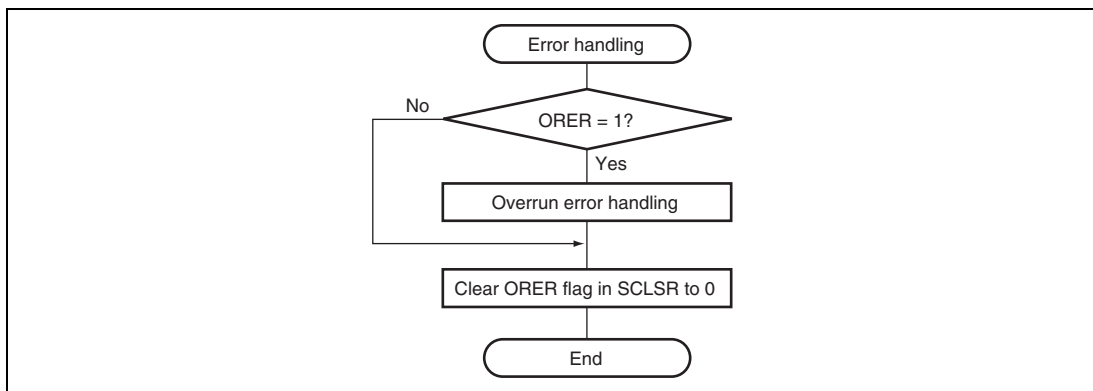 Error handling
No
ORER = 1?
Yes
Overrun error handling
Clear ORER flag in SCLSR to 0
End